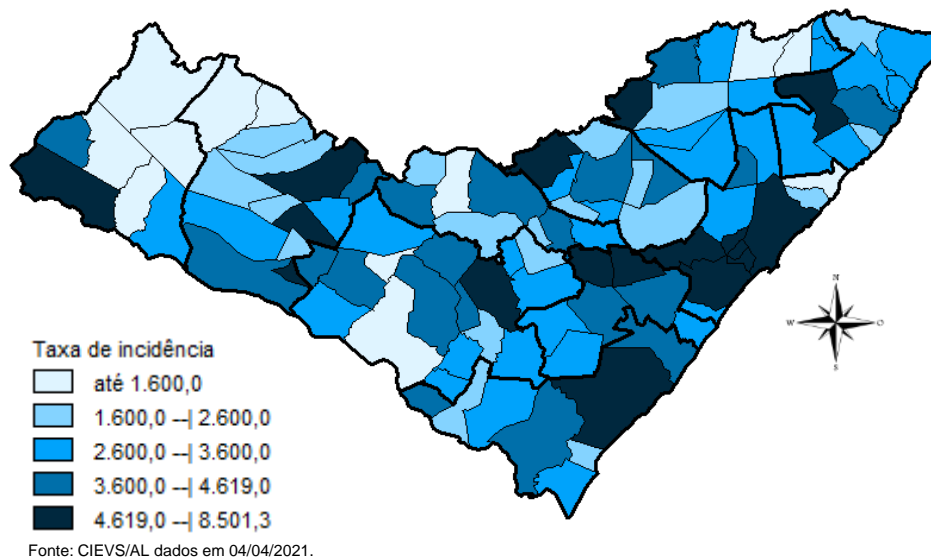 N
W
O
S
Taxa de incidência
até 1.600,0
1.600,0 --| 2.600,0
2.600,0 --| 3.600,0
3.600,0 --| 4.619,0
4.619,0 --| 8.501,3
Fonte: CIEVS/AL dados em 04/04/2021.